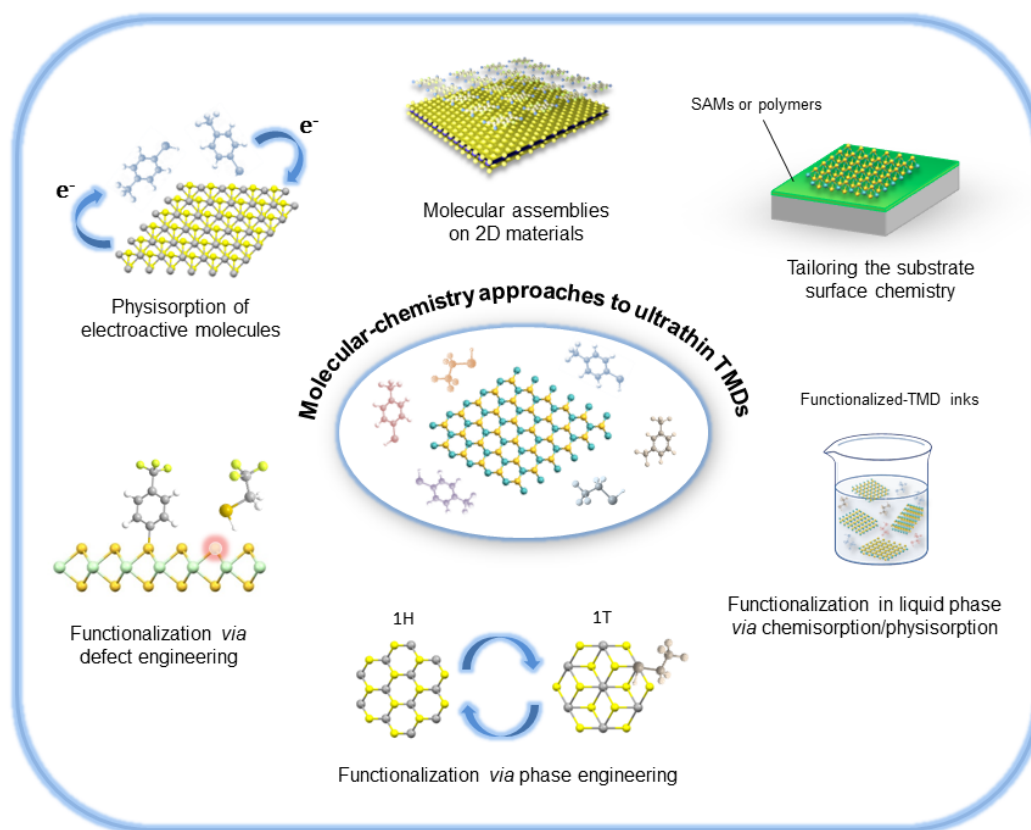 SAMs or polymers
e-
e-
Molecular assemblies
on 2D materials
Tailoring the substrate
surface chemistry
Physisorption of
electroactive molecules
Molecular-chemistry approaches to ultrathin TMDs
Functionalized-TMD inks
Functionalization via
defect engineering
Functionalization in liquid phase
via chemisorption/physisorption
1H
1T
Functionalization via phase engineering